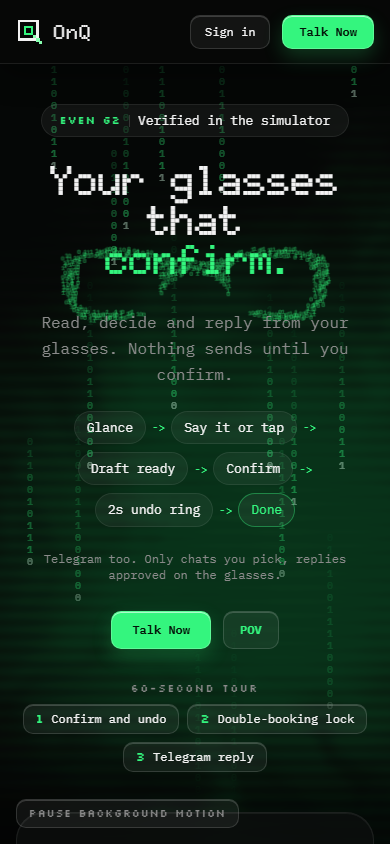 OnQ
Sign in
Talk Now
EVEN G2 Verified in the simulator
Your glasses
that
confirm.
Read, decide and reply from your
glasses. Nothing sends until you
confirm.
Glance -> Say it or tap ->
Draft ready -> Confirm ->
2s undo ring -> Done
Telegram too. Only chats you pick, replies
approved on the glasses.
Talk Now
POV
60-SECOND TOUR
1 Confirm and undo
2 Double-booking lock
3 Telegram reply
PAUSE BACKGROUND MOTION